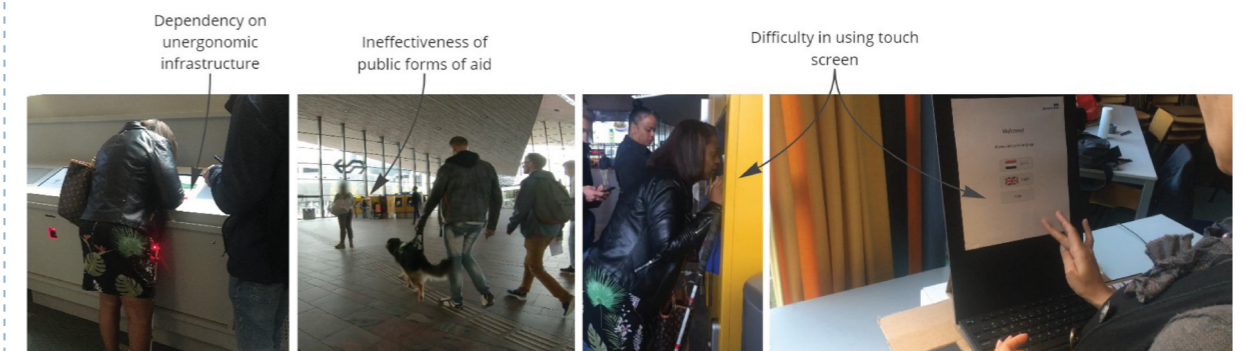 Dependency on
unergonomic
infrastructure
Ineffectiveness of
public forms of aid
Difficulty in using touch
screen
Welcome!